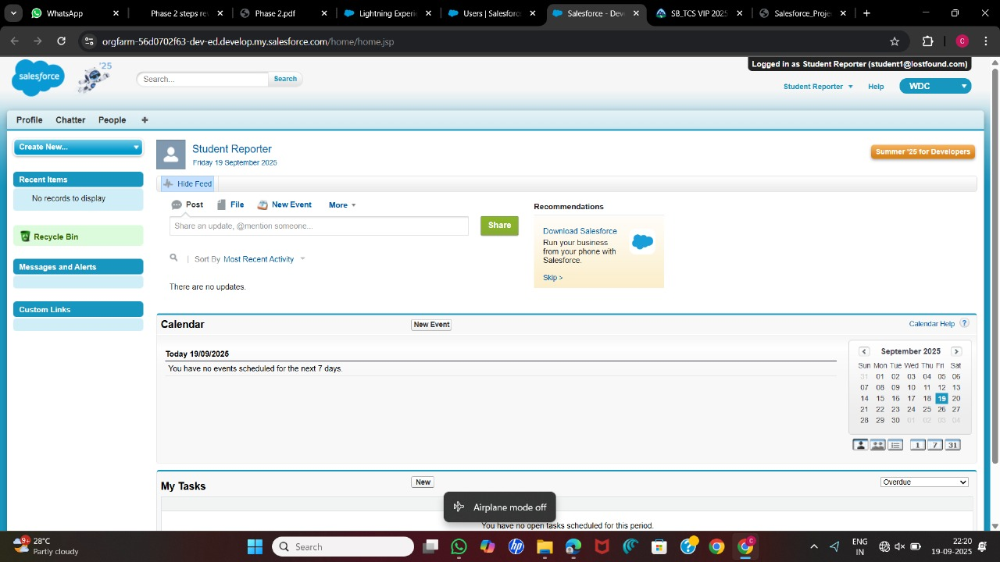 WhatsApp
Phase 2 steps re
Phase 2.pdf
Lightning Experi
Users | Salesforc
Salesforce - Dev
SB_TCS VIP 2025
Salesforce_Proje
orgfarm-56d0702f63-dev-ed.develop.my.salesforce.com/home/home.jsp
C
Logged in as Student Reporter (student1@lostfound.com)
salesforce
'25
Search...
Search
Student Reporter
Help
WDC
Profile
Chatter
People
Create New...
Student Reporter
Friday 19 September 2025
Summer '25 for Developers
Recent Items
No records to display
Hide Feed
Post
File
New Event
More
Recommendations
Share an update, @mention someone...
Share
Download Salesforce
Run your business
from your phone with
Salesforce.
Skip >
Recycle Bin
Sort By Most Recent Activity
Messages and Alerts
There are no updates.
Custom Links
Calendar
New Event
Calendar Help ?
Today 19/09/2025
You have no events scheduled for the next 7 days.
September 2025
Sun Mon Tue Wed Thu Fri Sat
31 01 02 03 04 05 06
07 08 09 10 11 12 13
14 15 16 17 18 19 20
21 22 23 24 25 26 27
28 29 30 01 02 03 04
1 7 31
My Tasks
New
Overdue
Airplane mode off
You have no open tasks scheduled for this period.
9+
28°C
Partly cloudy
Search
hp
C
ENG
IN
22:20
19-09-2025